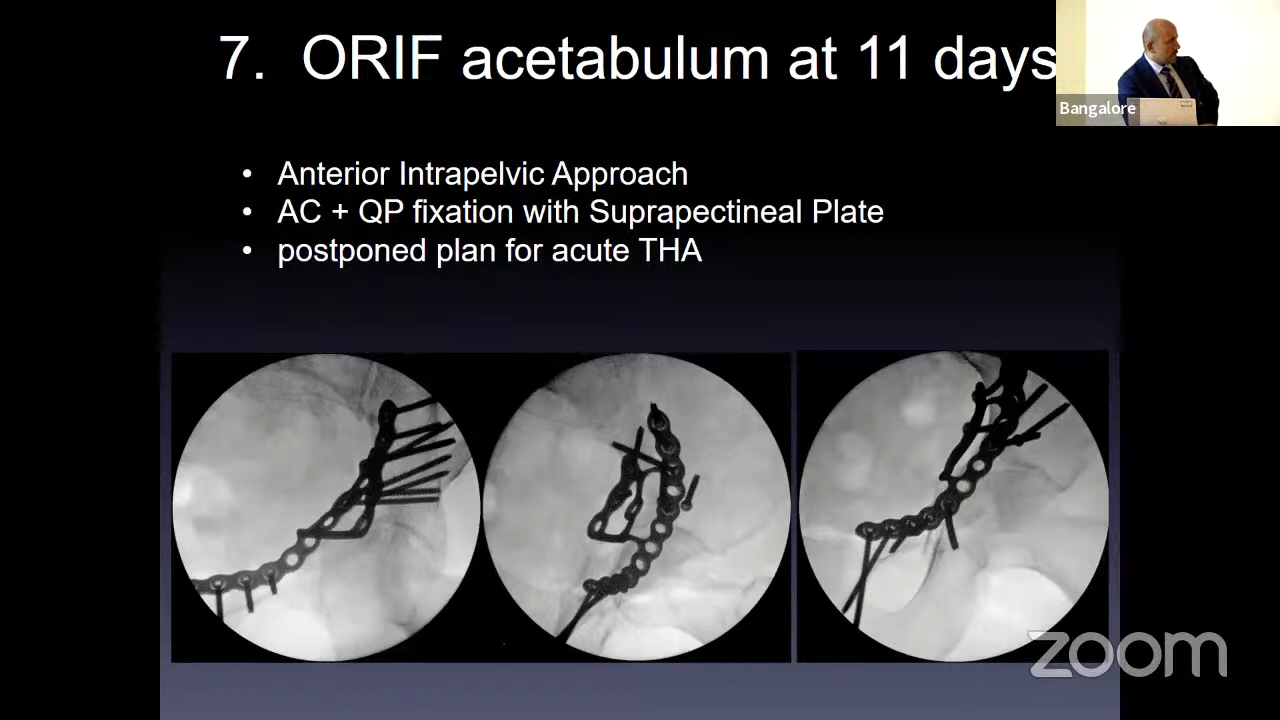 7. ORIF acetabulum at 11 days
Bangalore
• Anterior Intrapelvic Approach
• AC + QP fixation with Suprapectineal Plate
• postponed plan for acute THA
zoom